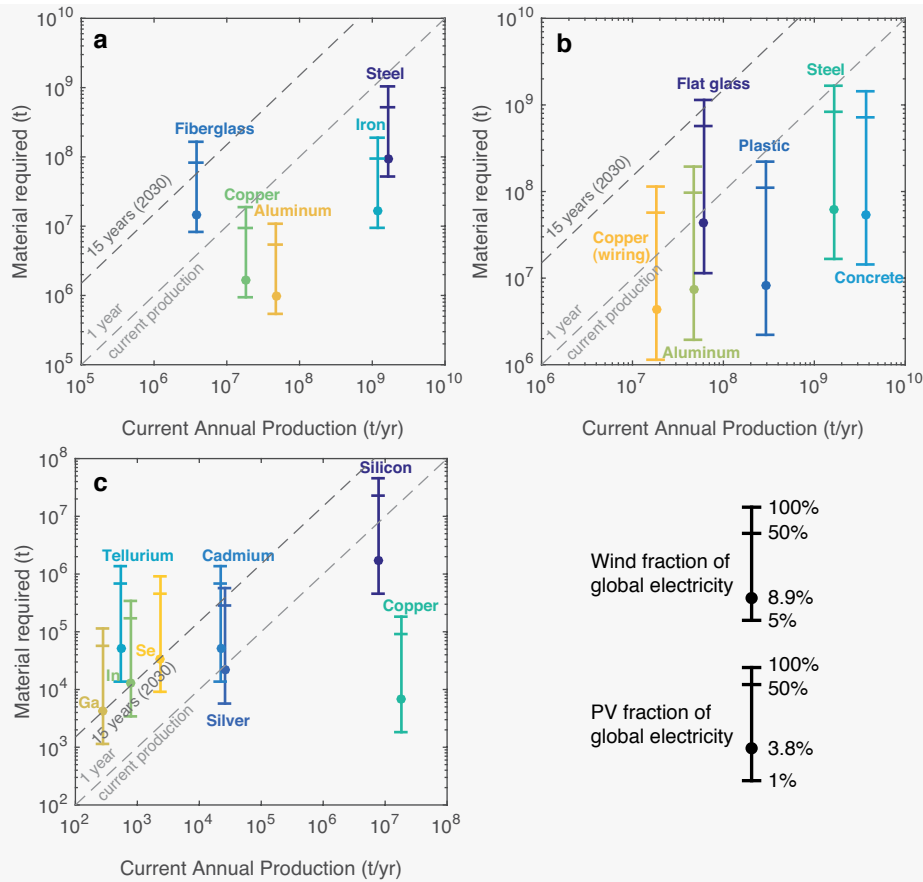 a
Material required (t)
10^10
10^9
10^8
10^7
10^6
10^5
Fiberglass
Copper
Aluminum
Iron
Steel
15 years (2030)
1 year
current production
10^5 10^6 10^7 10^8 10^9 10^10
Current Annual Production (t/yr)
b
Material required (t)
10^10
10^9
10^8
10^7
10^6
Flat glass
Steel
Plastic
Copper
(wiring)
Aluminum
Concrete
15 years (2030)
1 year
current production
10^6 10^7 10^8 10^9 10^10
Current Annual Production (t/yr)
c
Material required (t)
10^8
10^7
10^6
10^5
10^4
10^3
10^2
Silicon
Tellurium
Cadmium
Copper
Se
In
Ga
Silver
15 years (2030)
1 year
current production
10^2 10^3 10^4 10^5 10^6 10^7 10^8
Current Annual Production (t/yr)
Wind fraction of
global electricity
100%
50%
8.9%
5%
PV fraction of
global electricity
100%
50%
3.8%
1%